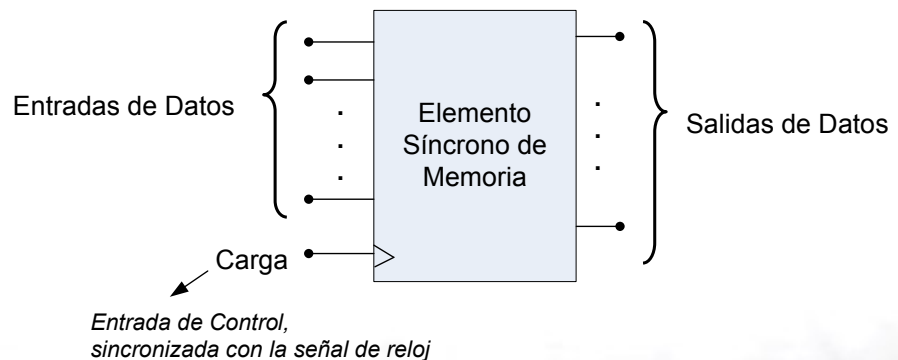 Entradas de Datos
Elemento
Síncrono de
Memoria
Salidas de Datos
Carga
Entrada de Control,
sincronizada con la señal de reloj